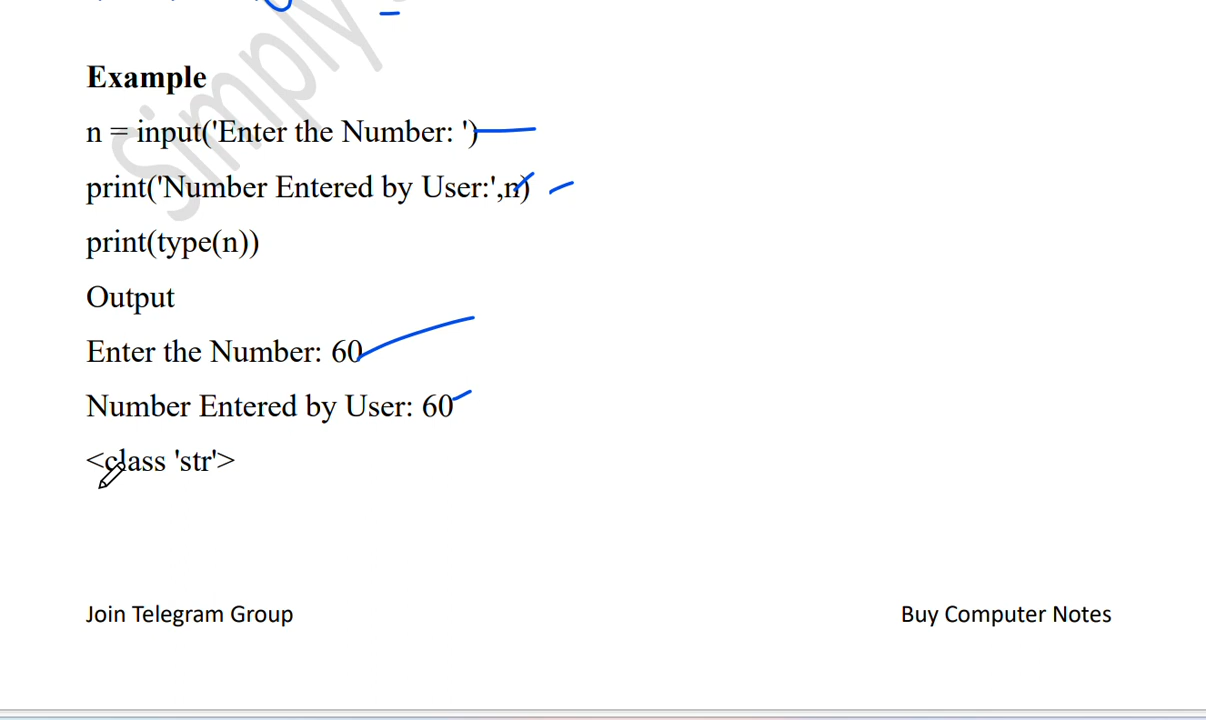 Example
n = input('Enter the Number: ')
print('Number Entered by User:',n)
print(type(n))
Output
Enter the Number: 60
Number Entered by User: 60
<class 'str'>
Simply
Join Telegram Group
Buy Computer Notes